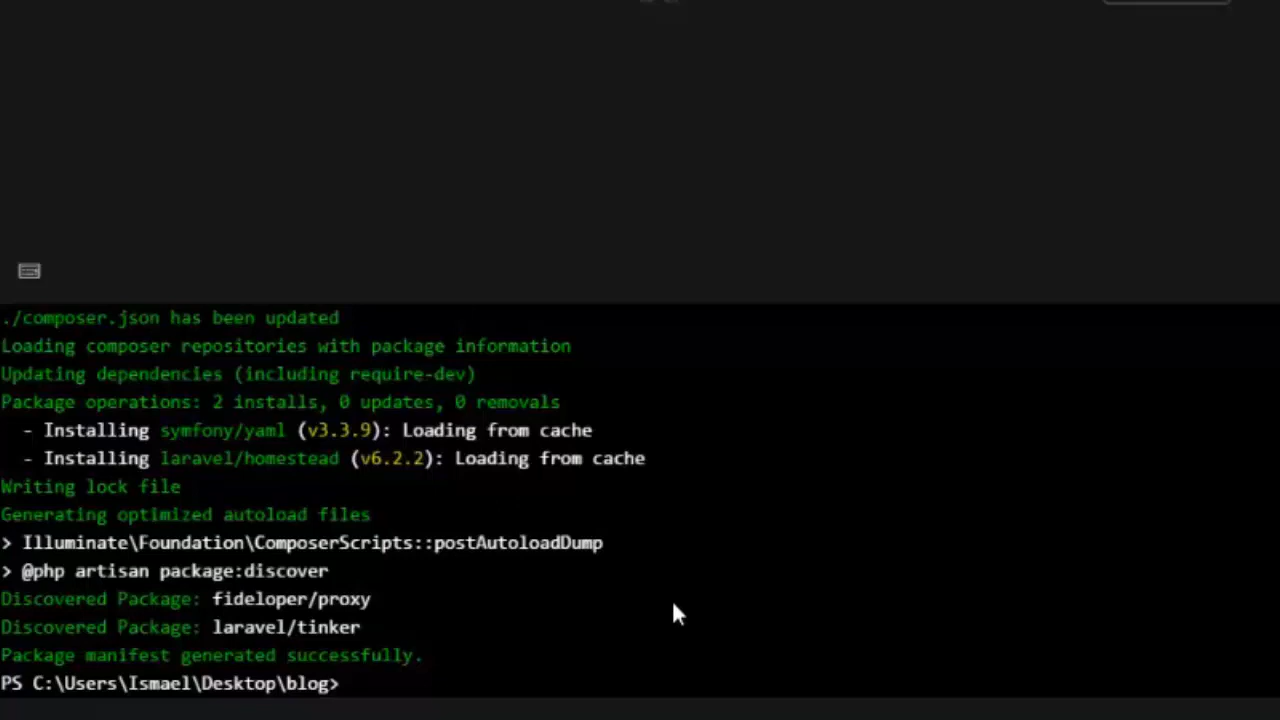 ./composer.json has been updated
Loading composer repositories with package information
Updating dependencies (including require-dev)
Package operations: 2 installs, 0 updates, 0 removals
  - Installing symfony/yaml (v3.3.9): Loading from cache
  - Installing laravel/homestead (v6.2.2): Loading from cache
Writing lock file
Generating optimized autoload files
> Illuminate\Foundation\ComposerScripts::postAutoloadDump
> @php artisan package:discover
Discovered Package: fideloper/proxy
Discovered Package: laravel/tinker
Package manifest generated successfully.
PS C:\Users\Ismael\Desktop\blog>